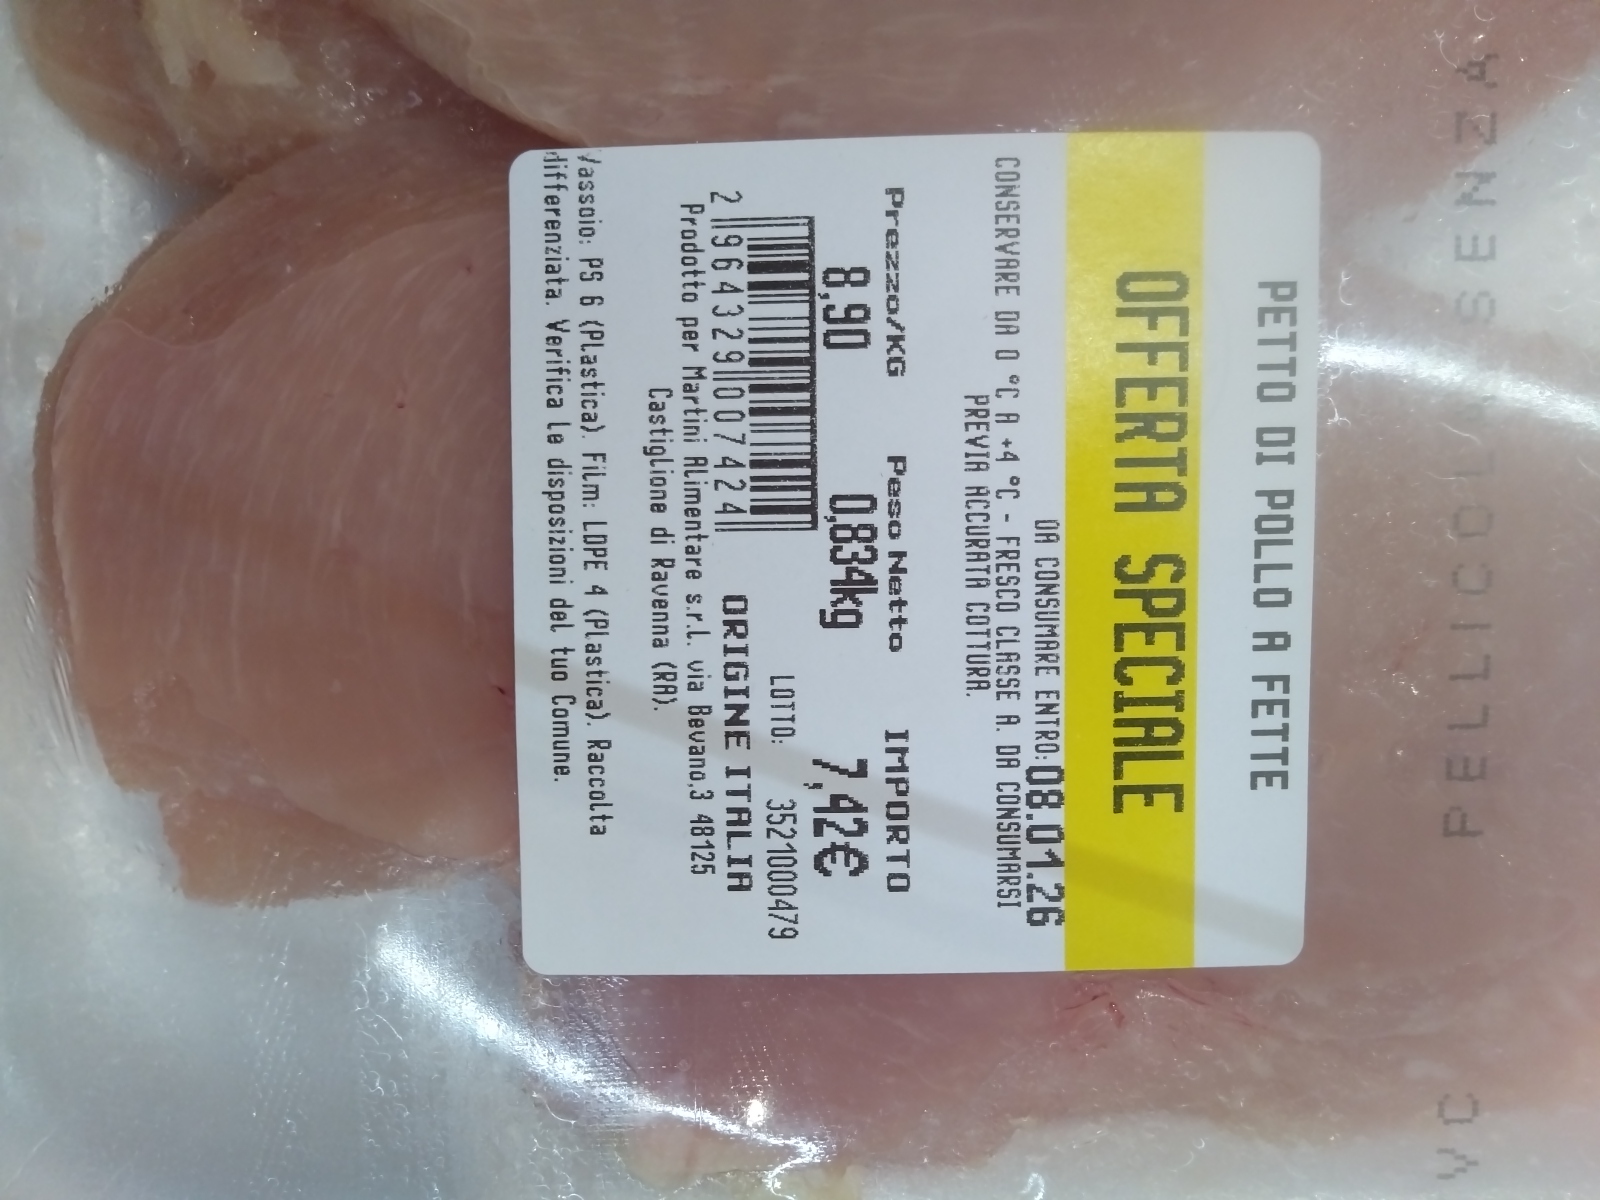 PELLICOL SENZA
VC
PETTO DI POLLO A FETTE
OFFERTA SPECIALE
DA CONSUMARE ENTRO: 08.01.26
CONSERVARE DA 0 °C A +4 °C - FRESCO CLASSE A. DA CONSUMARSI
PREVIA ACCURATA COTTURA.
Prezzo/KG Peso Netto IMPORTO
8,90 0,834kg 7,42€
LOTTO: 35210000479
2 964329 007424
ORIGINE ITALIA
Prodotto per Martini Alimentare s.r.l. via Bevano,3 48125
Castiglione di Ravenna (RA).
Vassoio: PS 6 (Plastica). Film: LDPE 4 (Plastica). Raccolta
differenziata. Verifica le disposizioni del tuo Comune.